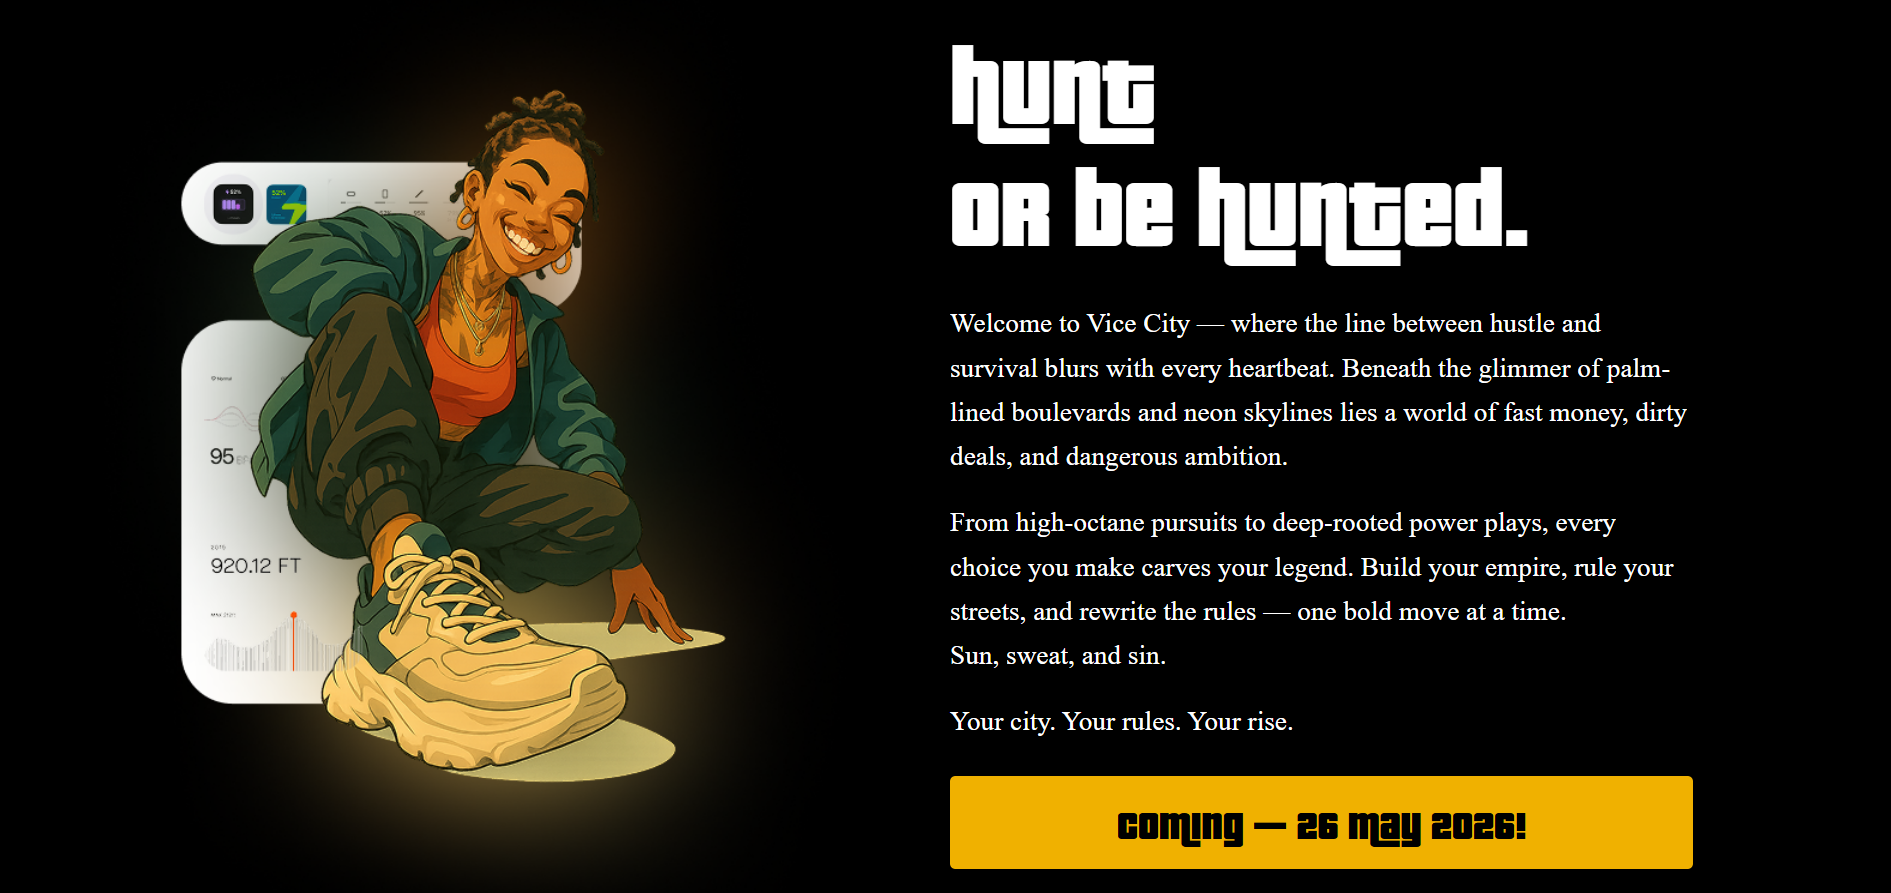 hunt
or be hunted.
Welcome to Vice City — where the line between hustle and
survival blurs with every heartbeat. Beneath the glimmer of palm-
lined boulevards and neon skylines lies a world of fast money, dirty
deals, and dangerous ambition.
From high-octane pursuits to deep-rooted power plays, every
choice you make carves your legend. Build your empire, rule your
streets, and rewrite the rules — one bold move at a time.
Sun, sweat, and sin.
Your city. Your rules. Your rise.
coming — 26 may 2026!
52%
52%
95
920.12 FT